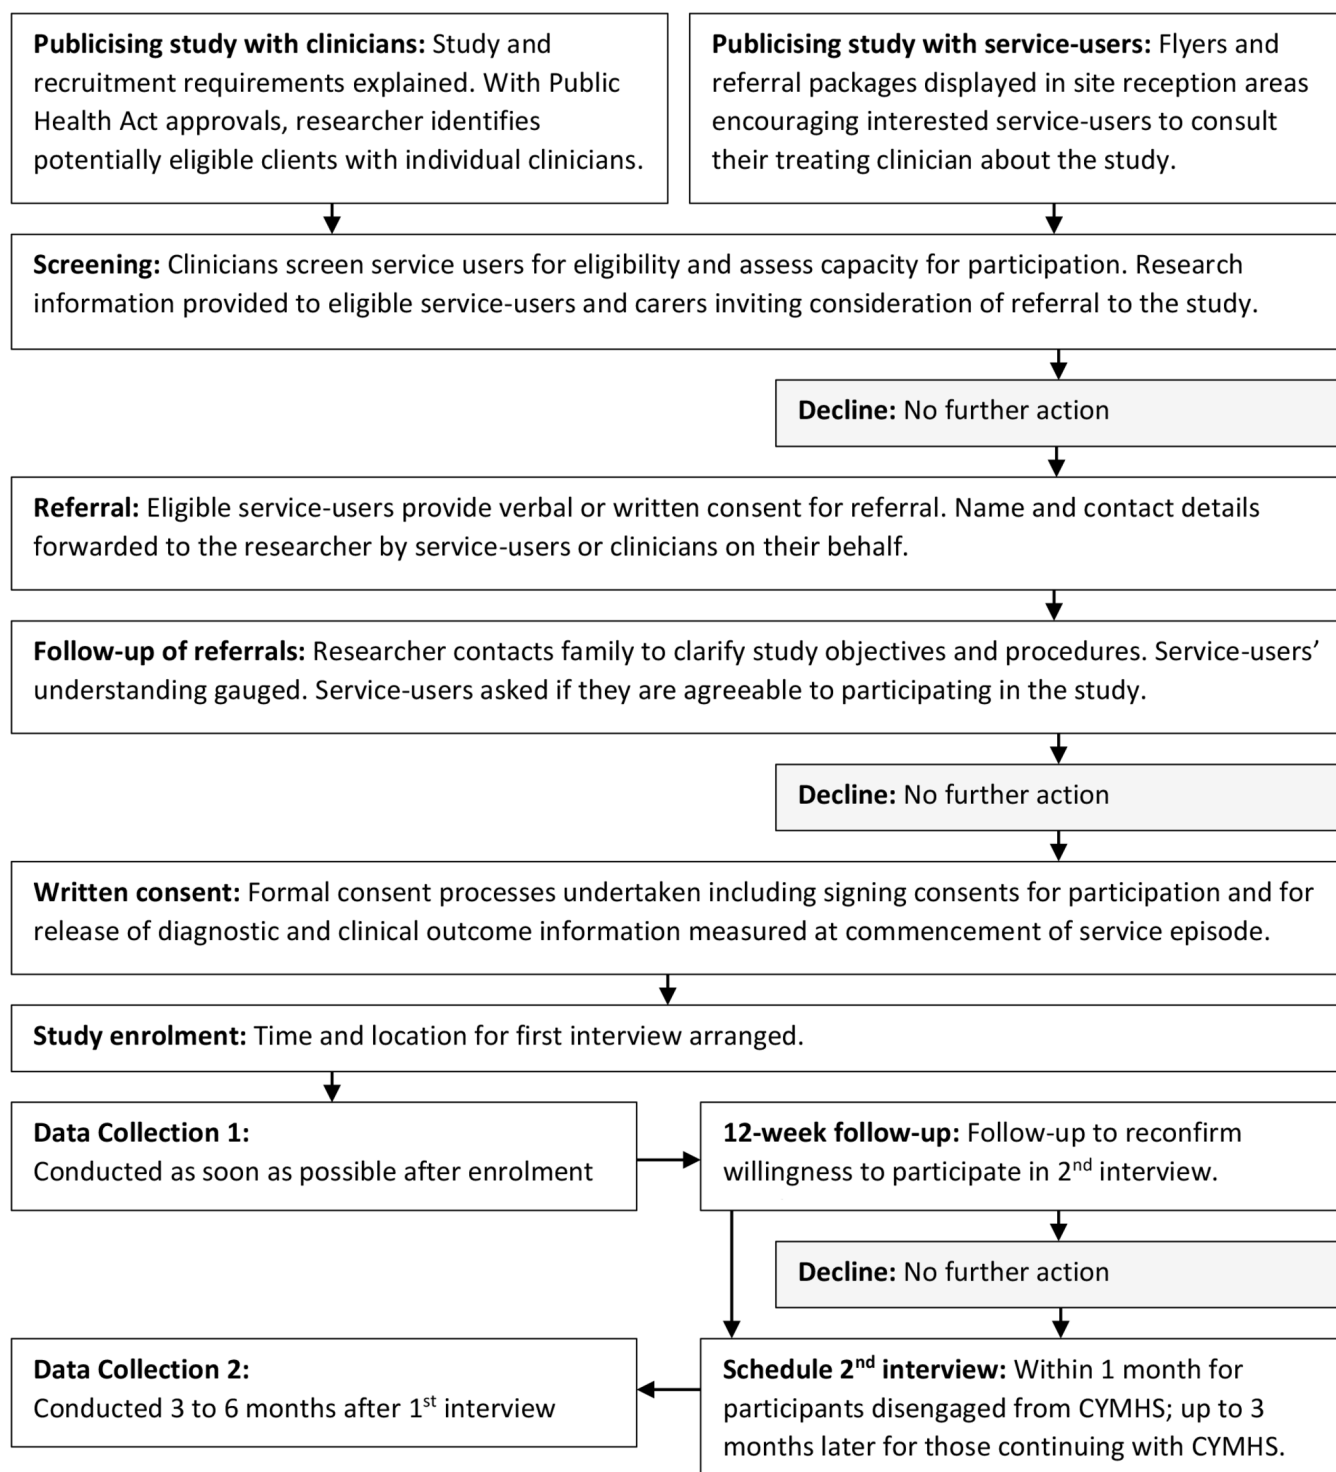 Publicising study with clinicians: Study and
recruitment requirements explained. With Public
Health Act approvals, researcher identifies
potentially eligible clients with individual clinicians.
Publicising study with service-users: Flyers and
referral packages displayed in site reception areas
encouraging interested service-users to consult
their treating clinician about the study.
Screening: Clinicians screen service users for eligibility and assess capacity for participation. Research
information provided to eligible service-users and carers inviting consideration of referral to the study.
Decline: No further action
Referral: Eligible service-users provide verbal or written consent for referral. Name and contact details
forwarded to the researcher by service-users or clinicians on their behalf.
Follow-up of referrals: Researcher contacts family to clarify study objectives and procedures. Service-users’
understanding gauged. Service-users asked if they are agreeable to participating in the study.
Decline: No further action
Written consent: Formal consent processes undertaken including signing consents for participation and for
release of diagnostic and clinical outcome information measured at commencement of service episode.
Study enrolment: Time and location for first interview arranged.
Data Collection 1:
Conducted as soon as possible after enrolment
12-week follow-up: Follow-up to reconfirm
willingness to participate in 2nd interview.
Decline: No further action
Data Collection 2:
Conducted 3 to 6 months after 1st interview
Schedule 2nd interview: Within 1 month for
participants disengaged from CYMHS; up to 3
months later for those continuing with CYMHS.